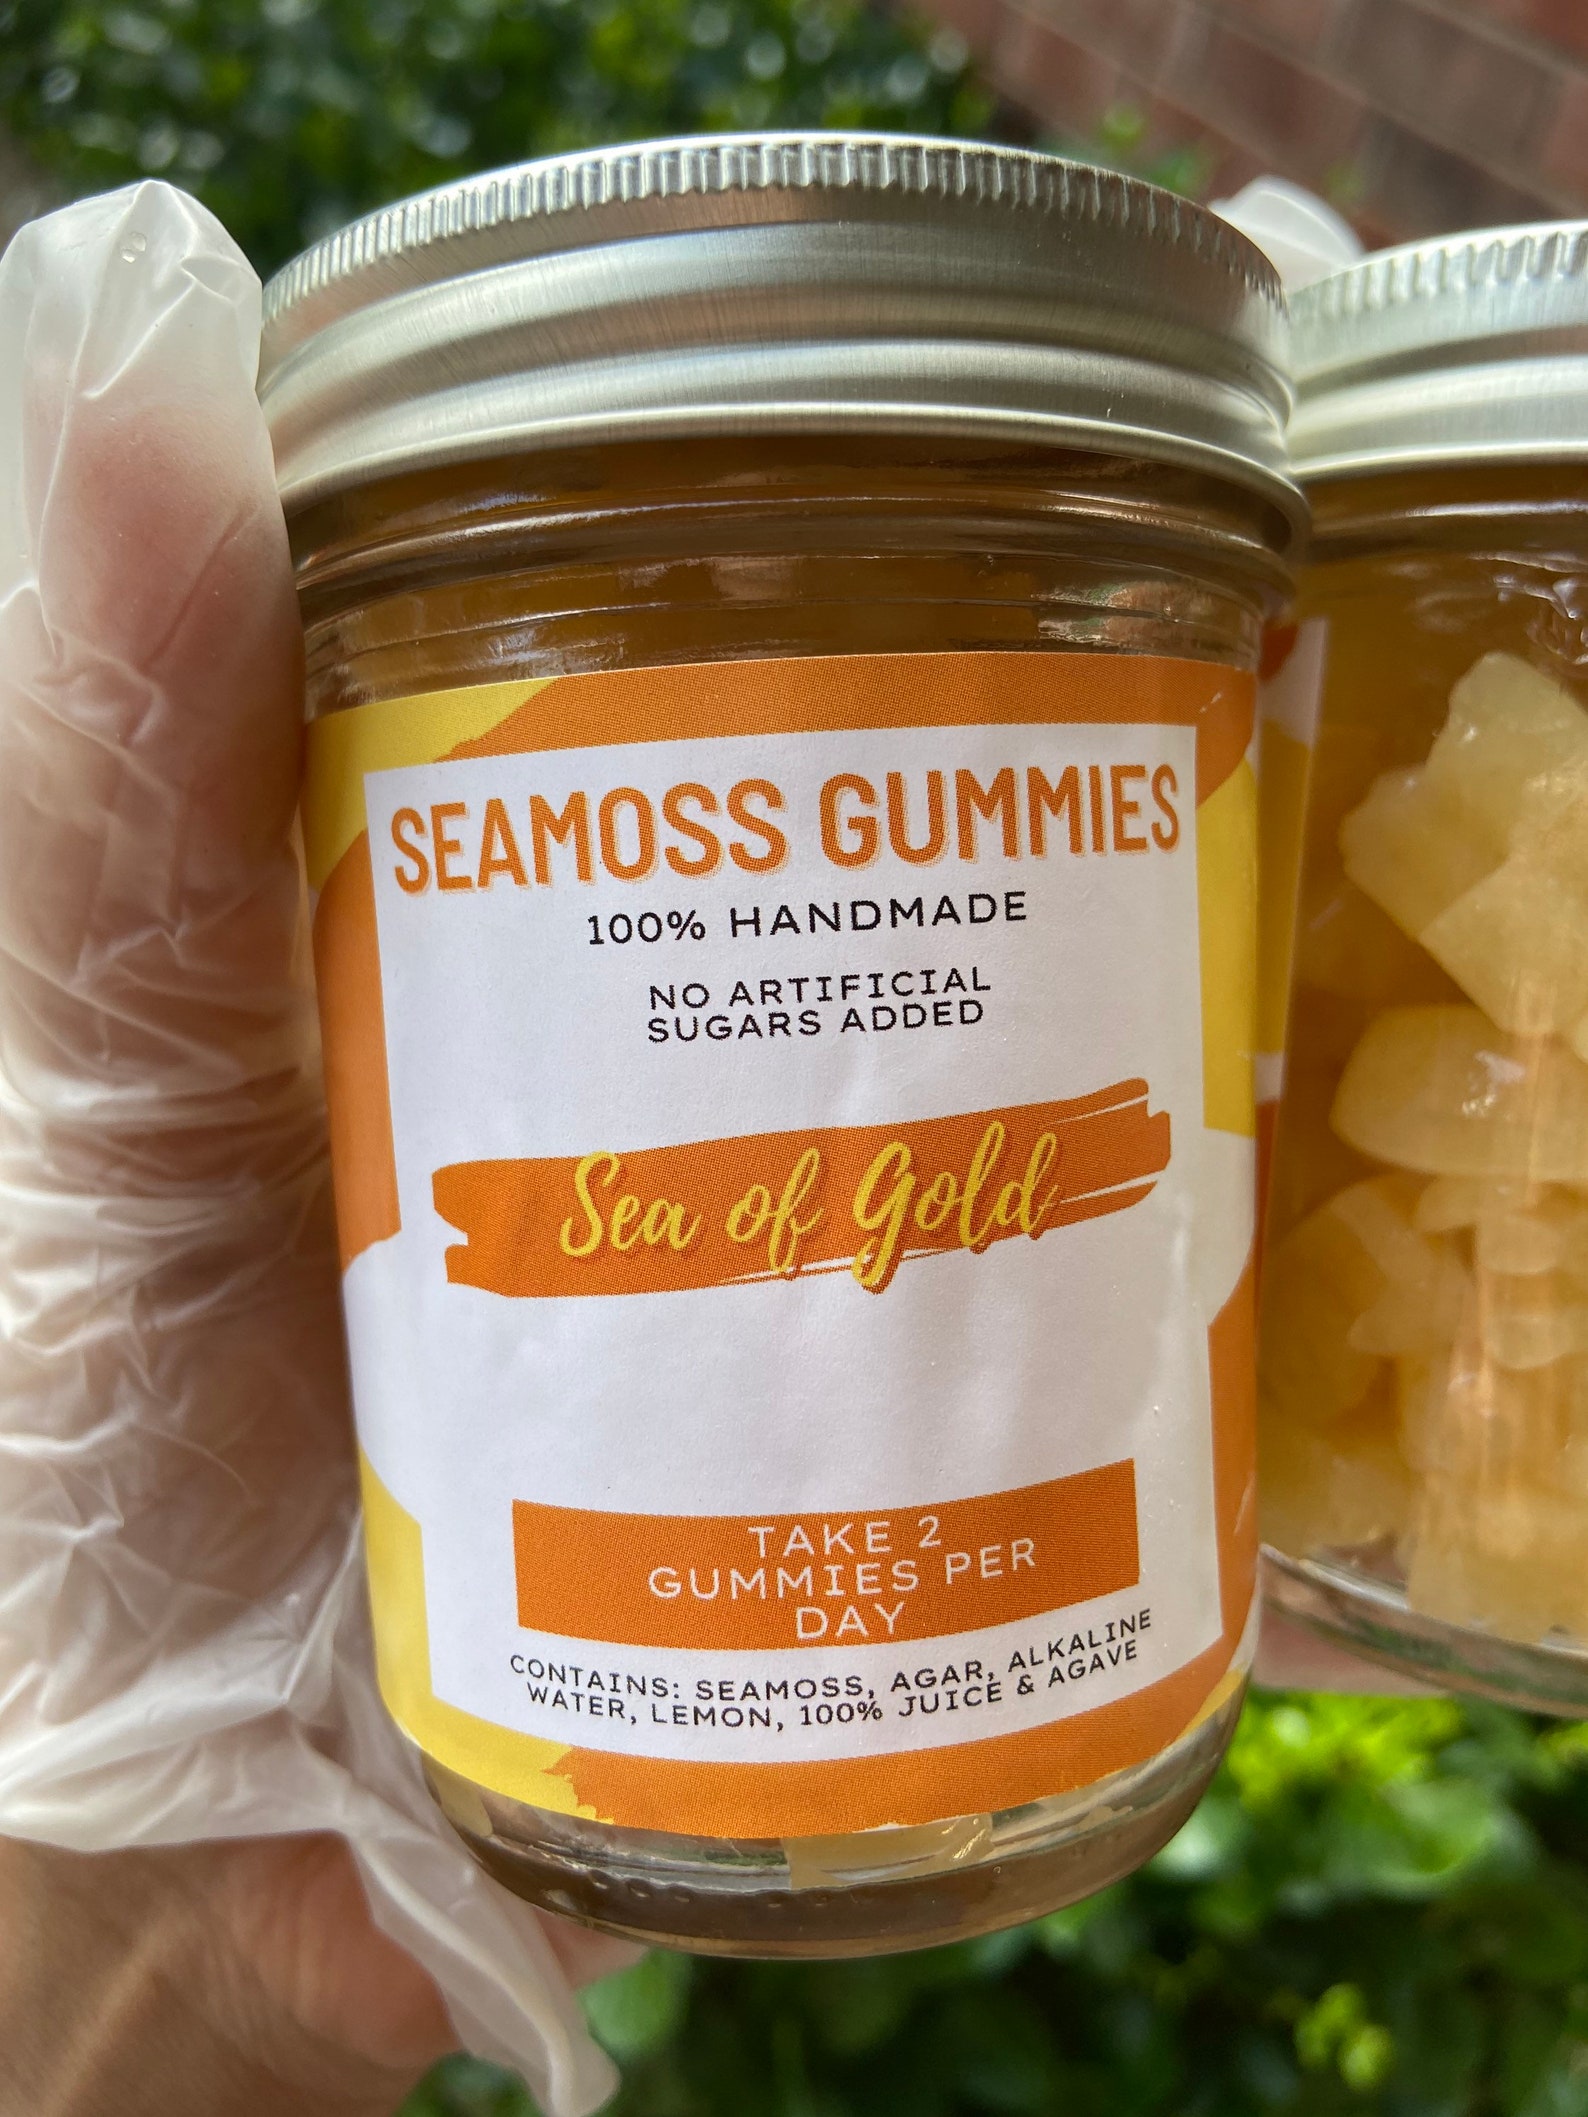 SEAMOSS GUMMIES
100% HANDMADE
NO ARTIFICIAL
SUGARS ADDED
Sea of Gold
TAKE 2
GUMMIES PER
DAY
CONTAINS: SEAMOSS, AGAR, ALKALINE
WATER, LEMON, 100% JUICE & AGAVE